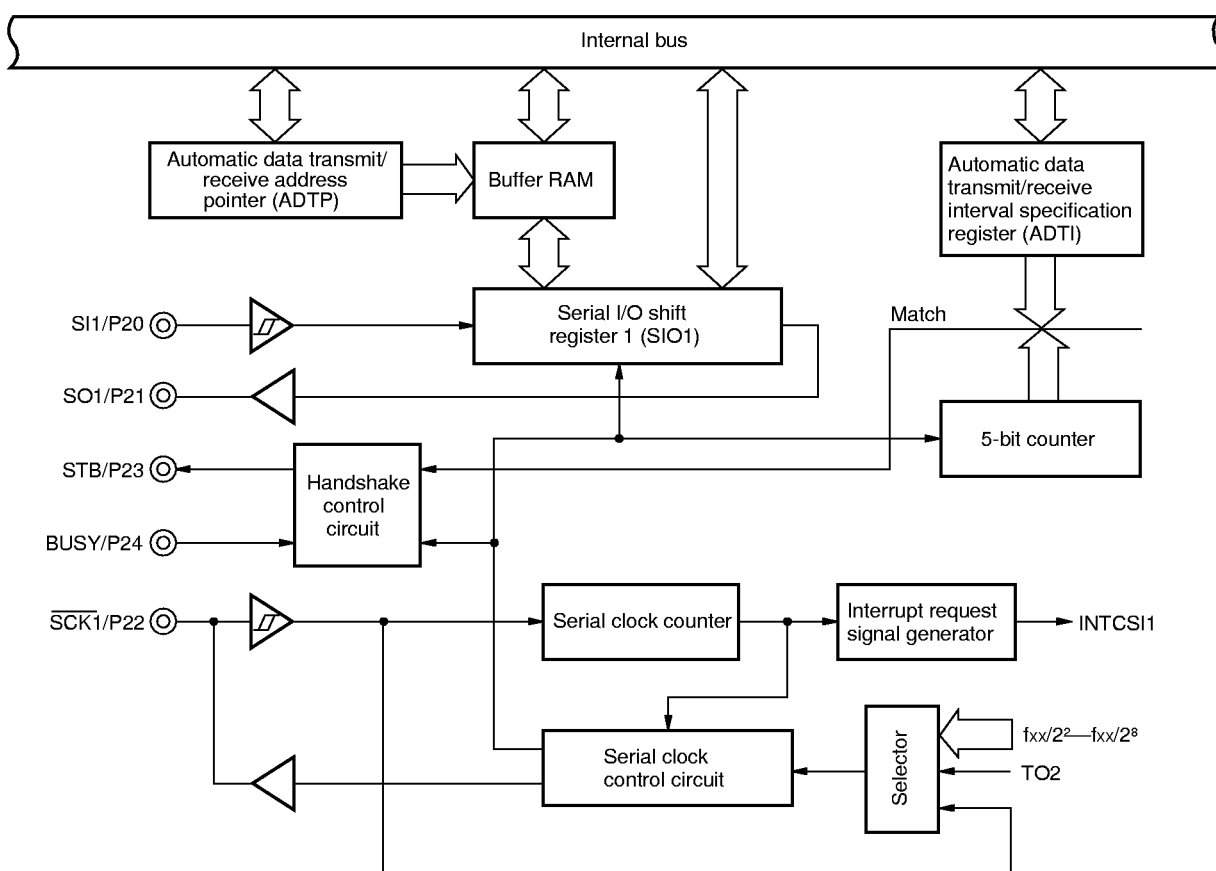 Internal bus
Automatic data transmit/
receive address
pointer (ADTP)
Buffer RAM
Automatic data
transmit/receive
interval specification
register (ADTI)
SI1/P20
Serial I/O shift
register 1 (SIO1)
Match
SO1/P21
5-bit counter
STB/P23
Handshake
control
circuit
BUSY/P24
SCK1/P22
Serial clock counter
Interrupt request
signal generator
INTCSI1
Serial clock
control circuit
Selector
fxx/2²—fxx/2⁸
TO2